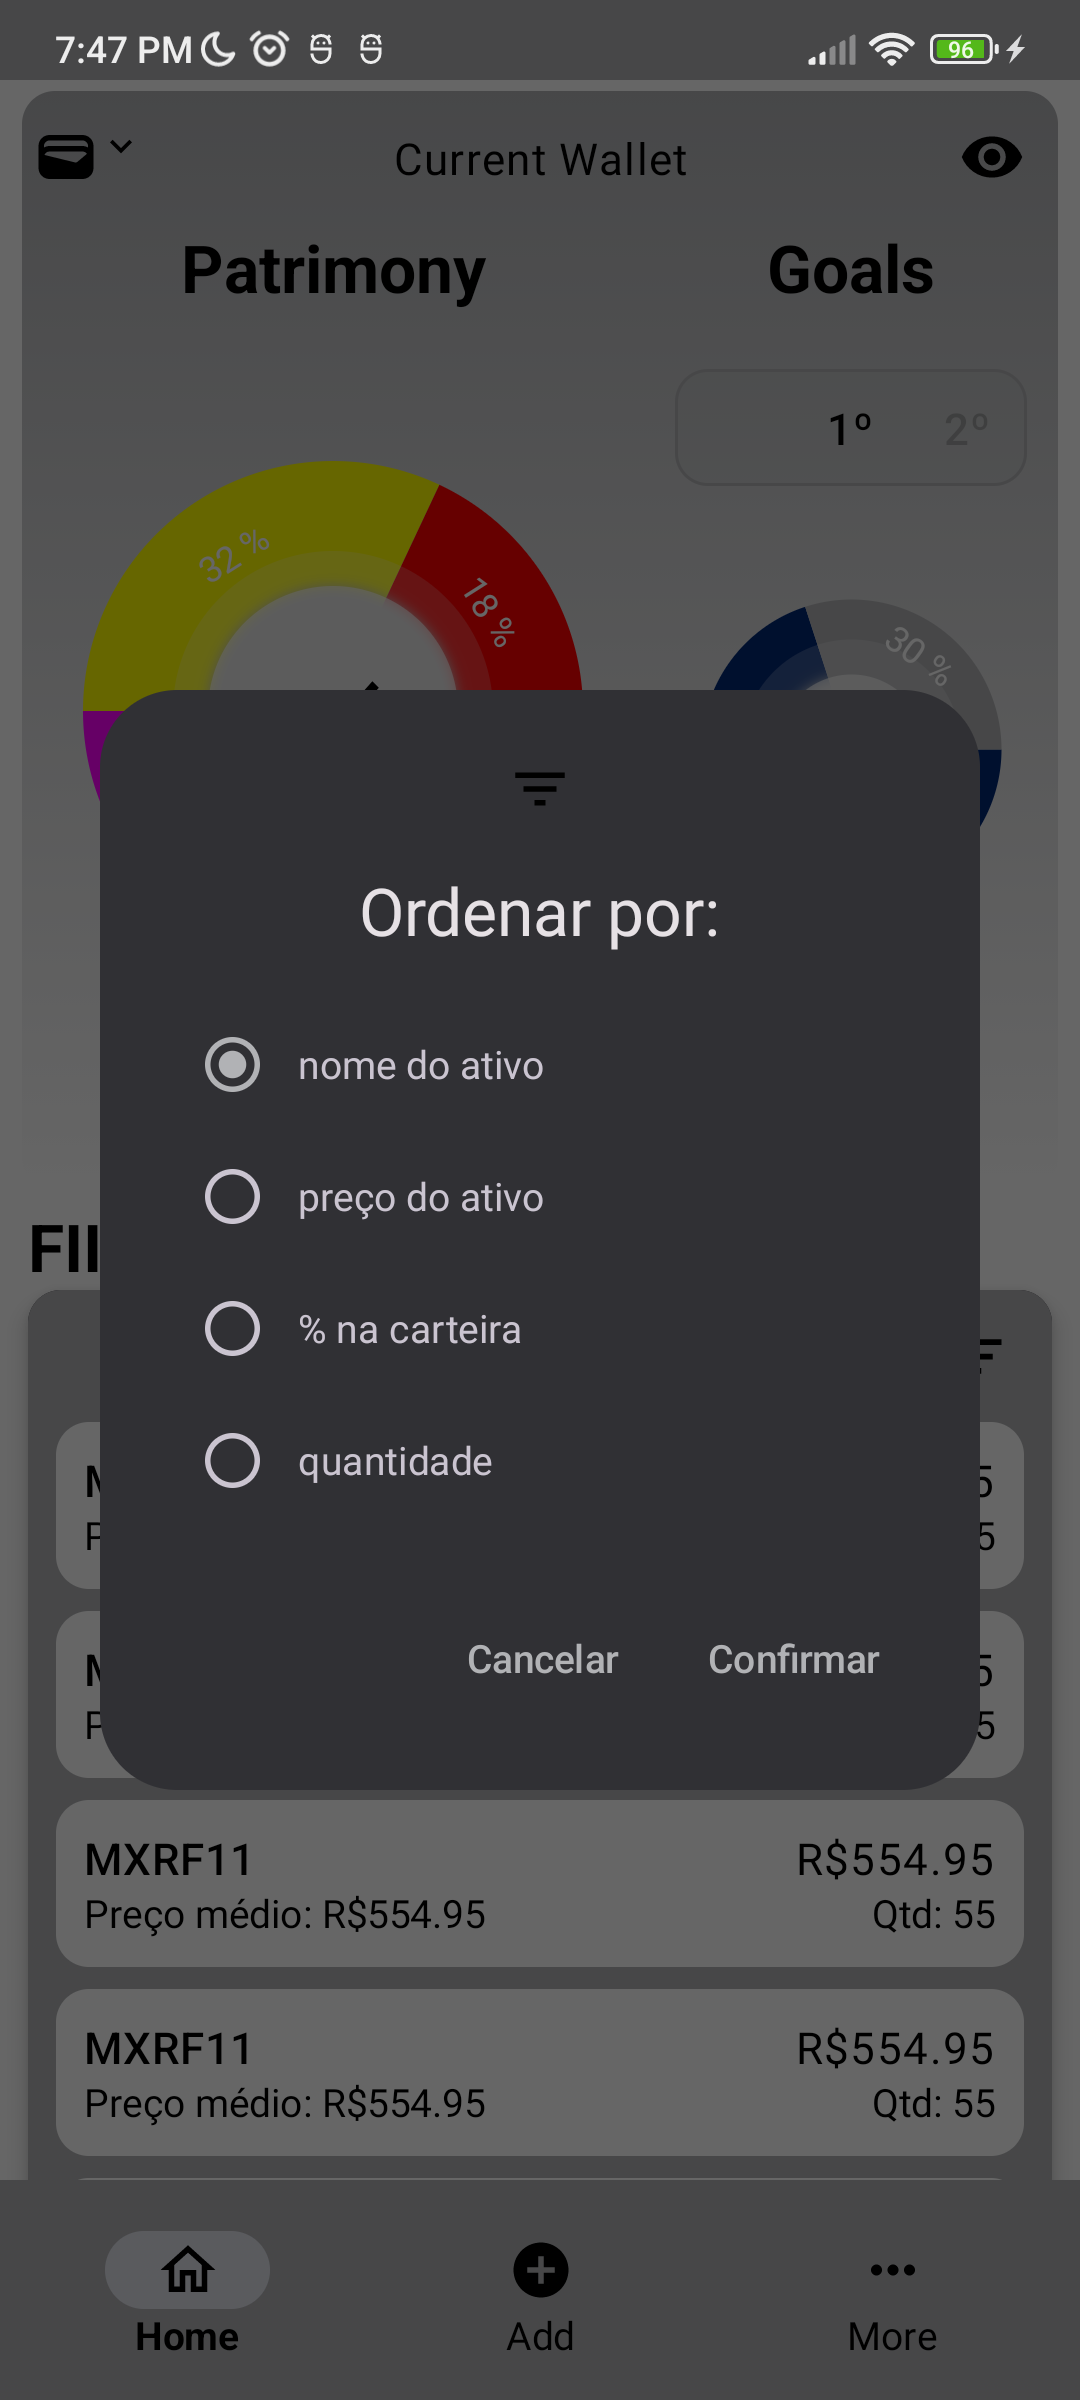 7:47 PM
96
Current Wallet
Patrimony
Goals
1º 2º
32 %
18 %
30 %
Ordenar por:
nome do ativo
preço do ativo
% na carteira
quantidade
Cancelar Confirmar
FII
MXRF11 R$554.95
Preço médio: R$554.95 Qtd: 55
MXRF11 R$554.95
Preço médio: R$554.95 Qtd: 55
Home Add More